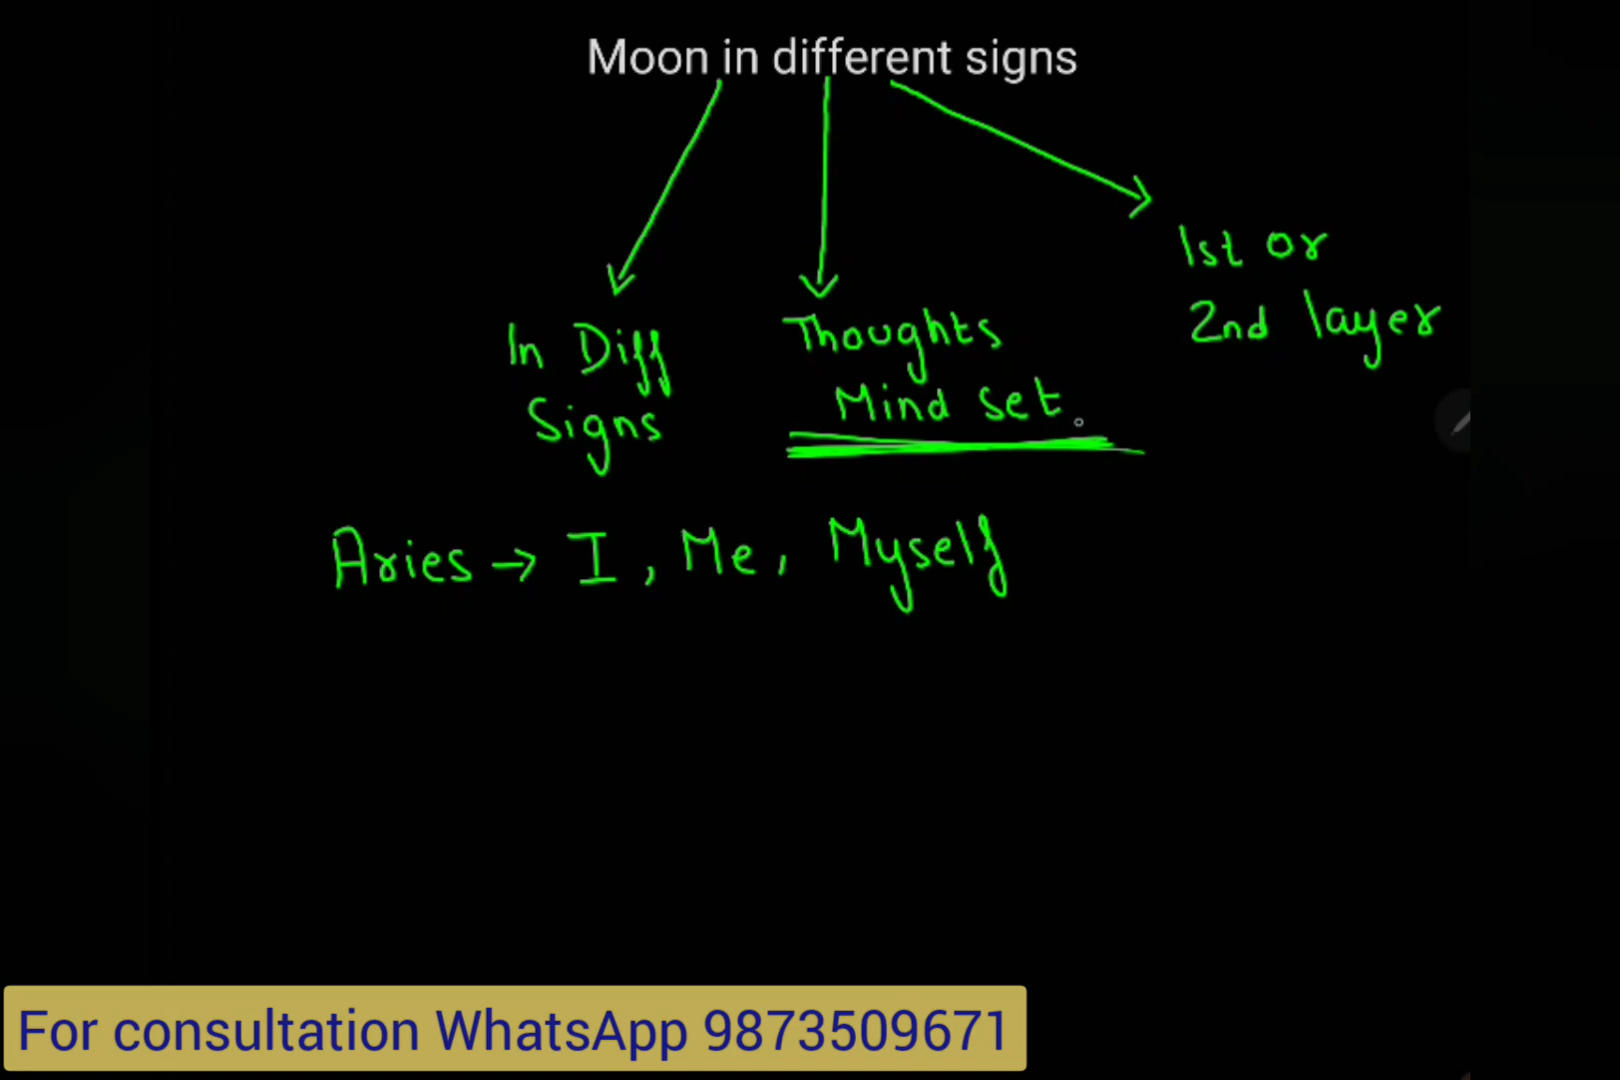 Moon in different signs
1st or
2nd layer
In Diff
Signs
Thoughts
Mind set.
Aries → I, Me, Myself
For consultation WhatsApp 9873509671